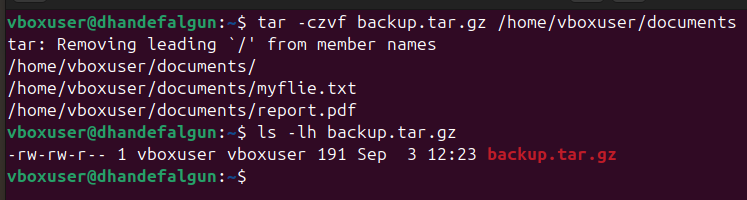 vboxuser@dhandefalgun:~$ tar -czvf backup.tar.gz /home/vboxuser/documents
tar: Removing leading `/' from member names
/home/vboxuser/documents/
/home/vboxuser/documents/myflie.txt
/home/vboxuser/documents/report.pdf
vboxuser@dhandefalgun:~$ ls -lh backup.tar.gz
-rw-rw-r-- 1 vboxuser vboxuser 191 Sep  3 12:23 backup.tar.gz
vboxuser@dhandefalgun:~$